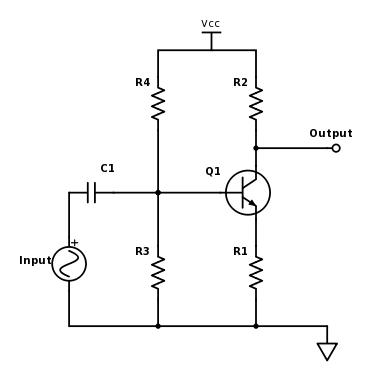 Vcc
R4
R2
Output
C1
Q1
+
Input
R3
R1